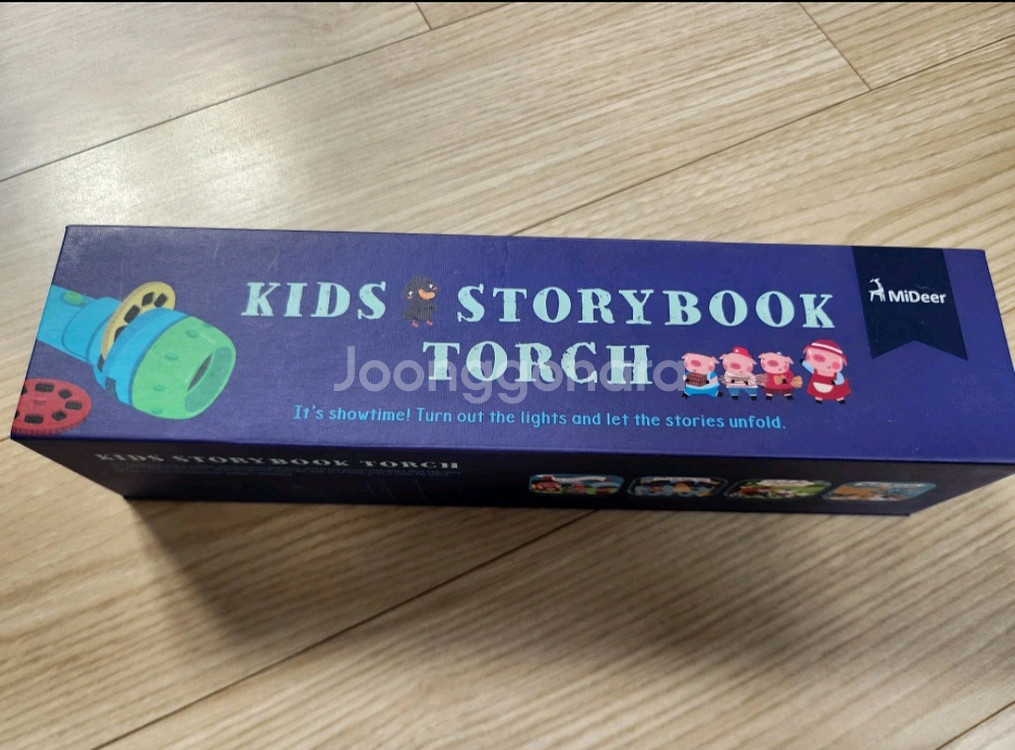 KIDS STORYBOOK
TORCH
It's showtime! Turn out the lights and let the stories unfold.
MiDeer
Joonggonara
KIDS STORYBOOK TORCH